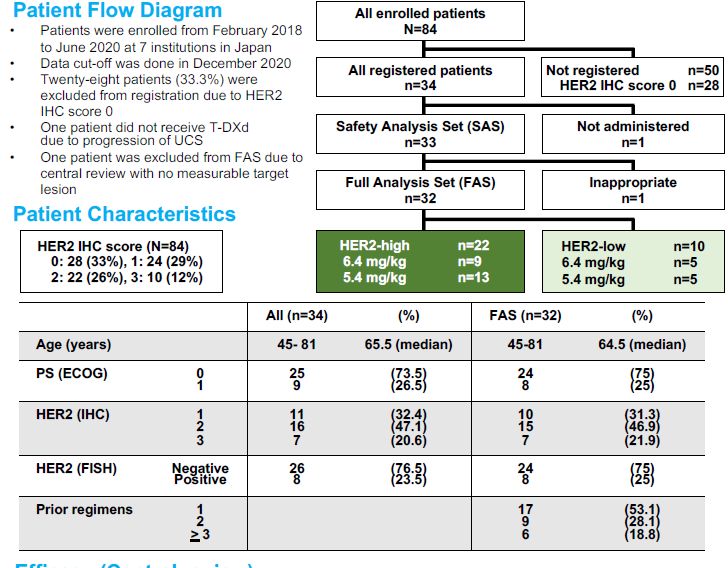 Patient Flow Diagram
• Patients were enrolled from February 2018
to June 2020 at 7 institutions in Japan
• Data cut-off was done in December 2020
• Twenty-eight patients (33.3%) were
excluded from registration due to HER2
IHC score 0
• One patient did not receive T-DXd
due to progression of UCS
• One patient was excluded from FAS due to
central review with no measurable target
lesion
All enrolled patients
N=84
All registered patients
n=34
Not registered n=50
HER2 IHC score 0 n=28
Safety Analysis Set (SAS)
n=33
Not administered
n=1
Full Analysis Set (FAS)
n=32
Inappropriate
n=1
HER2-high n=22
6.4 mg/kg n=9
5.4 mg/kg n=13
HER2-low n=10
6.4 mg/kg n=5
5.4 mg/kg n=5
Patient Characteristics
HER2 IHC score (N=84)
0: 28 (33%), 1: 24 (29%)
2: 22 (26%), 3: 10 (12%)
All (n=34) (%) FAS (n=32) (%)
Age (years) 45- 81 65.5 (median) 45-81 64.5 (median)
PS (ECOG) 0 25 (73.5) 24 (75)
1 9 (26.5) 8 (25)
HER2 (IHC) 1 11 (32.4) 10 (31.3)
2 16 (47.1) 15 (46.9)
3 7 (20.6) 7 (21.9)
HER2 (FISH) Negative 26 (76.5) 24 (75)
Positive 8 (23.5) 8 (25)
Prior regimens 1 17 (53.1)
2 9 (28.1)
≥ 3 6 (18.8)